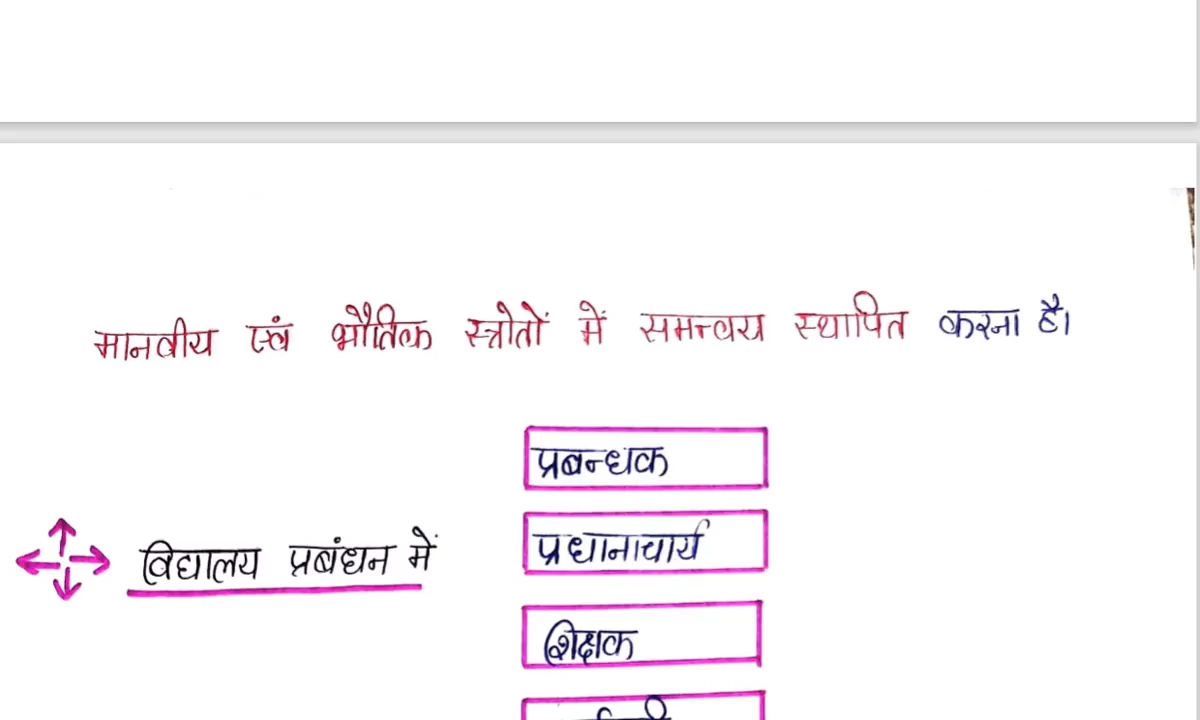 मानवीय एवं भौतिक स्त्रोतों में समन्वय स्थापित करना है।
प्रबन्धक
विद्यालय प्रबंधन में
प्रधानाचार्य
शिक्षक